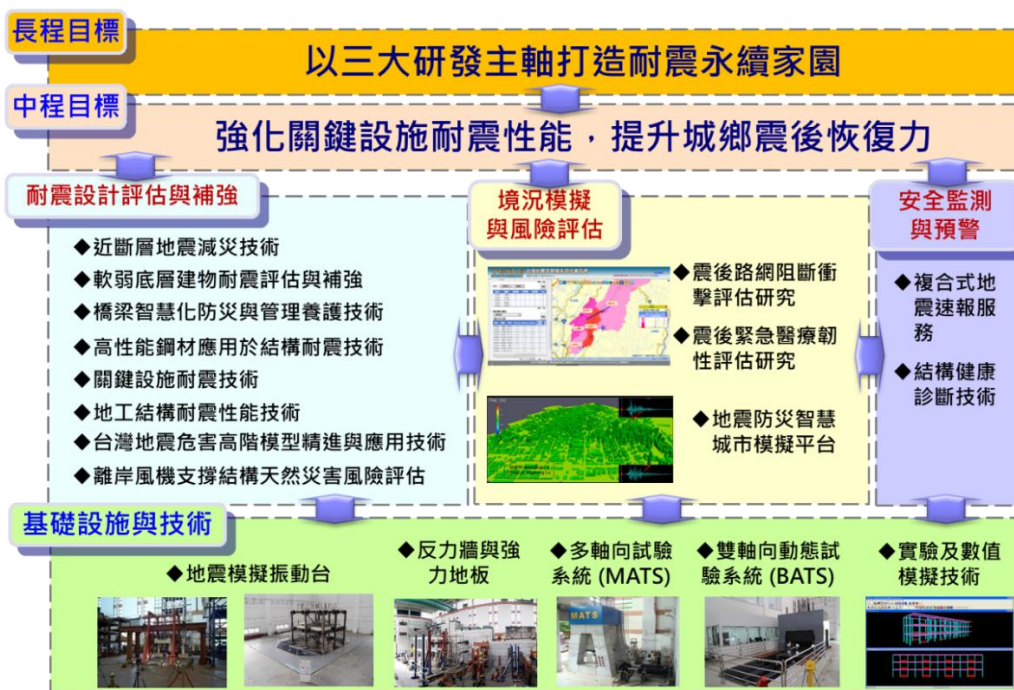 長程目標
以三大研發主軸打造耐震永續家園
中程目標
強化關鍵設施耐震性能，提升城鄉震後恢復力
耐震設計評估與補強
◆近斷層地震減災技術
◆軟弱底層建物耐震評估與補強
◆橋梁智慧化防災與管理養護技術
◆高性能鋼材應用於結構耐震技術
◆關鍵設施耐震技術
◆地工結構耐震性能技術
◆台灣地震危害高階模型精進與應用技術
◆離岸風機支撐結構天然災害風險評估
境況模擬
與風險評估
◆震後路網阻斷衝
擊評估研究
◆震後緊急醫療韌
性評估研究
◆地震防災智慧
城市模擬平台
安全監測
與預警
◆複合式地
震速報服
務
◆結構健康
診斷技術
基礎設施與技術
◆地震模擬振動台
◆反力牆與強
力地板
◆多軸向試驗
系統 (MATS)
◆雙軸向動態試
驗系統 (BATS)
◆實驗及數值
模擬技術
MATS